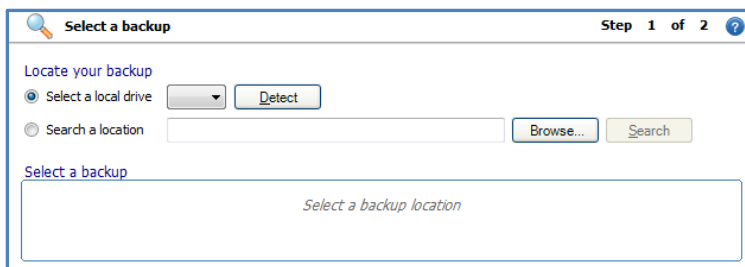 Select a backup Step 1 of 2 ?
Locate your backup
Select a local drive Detect
Search a location Browse... Search
Select a backup
Select a backup location